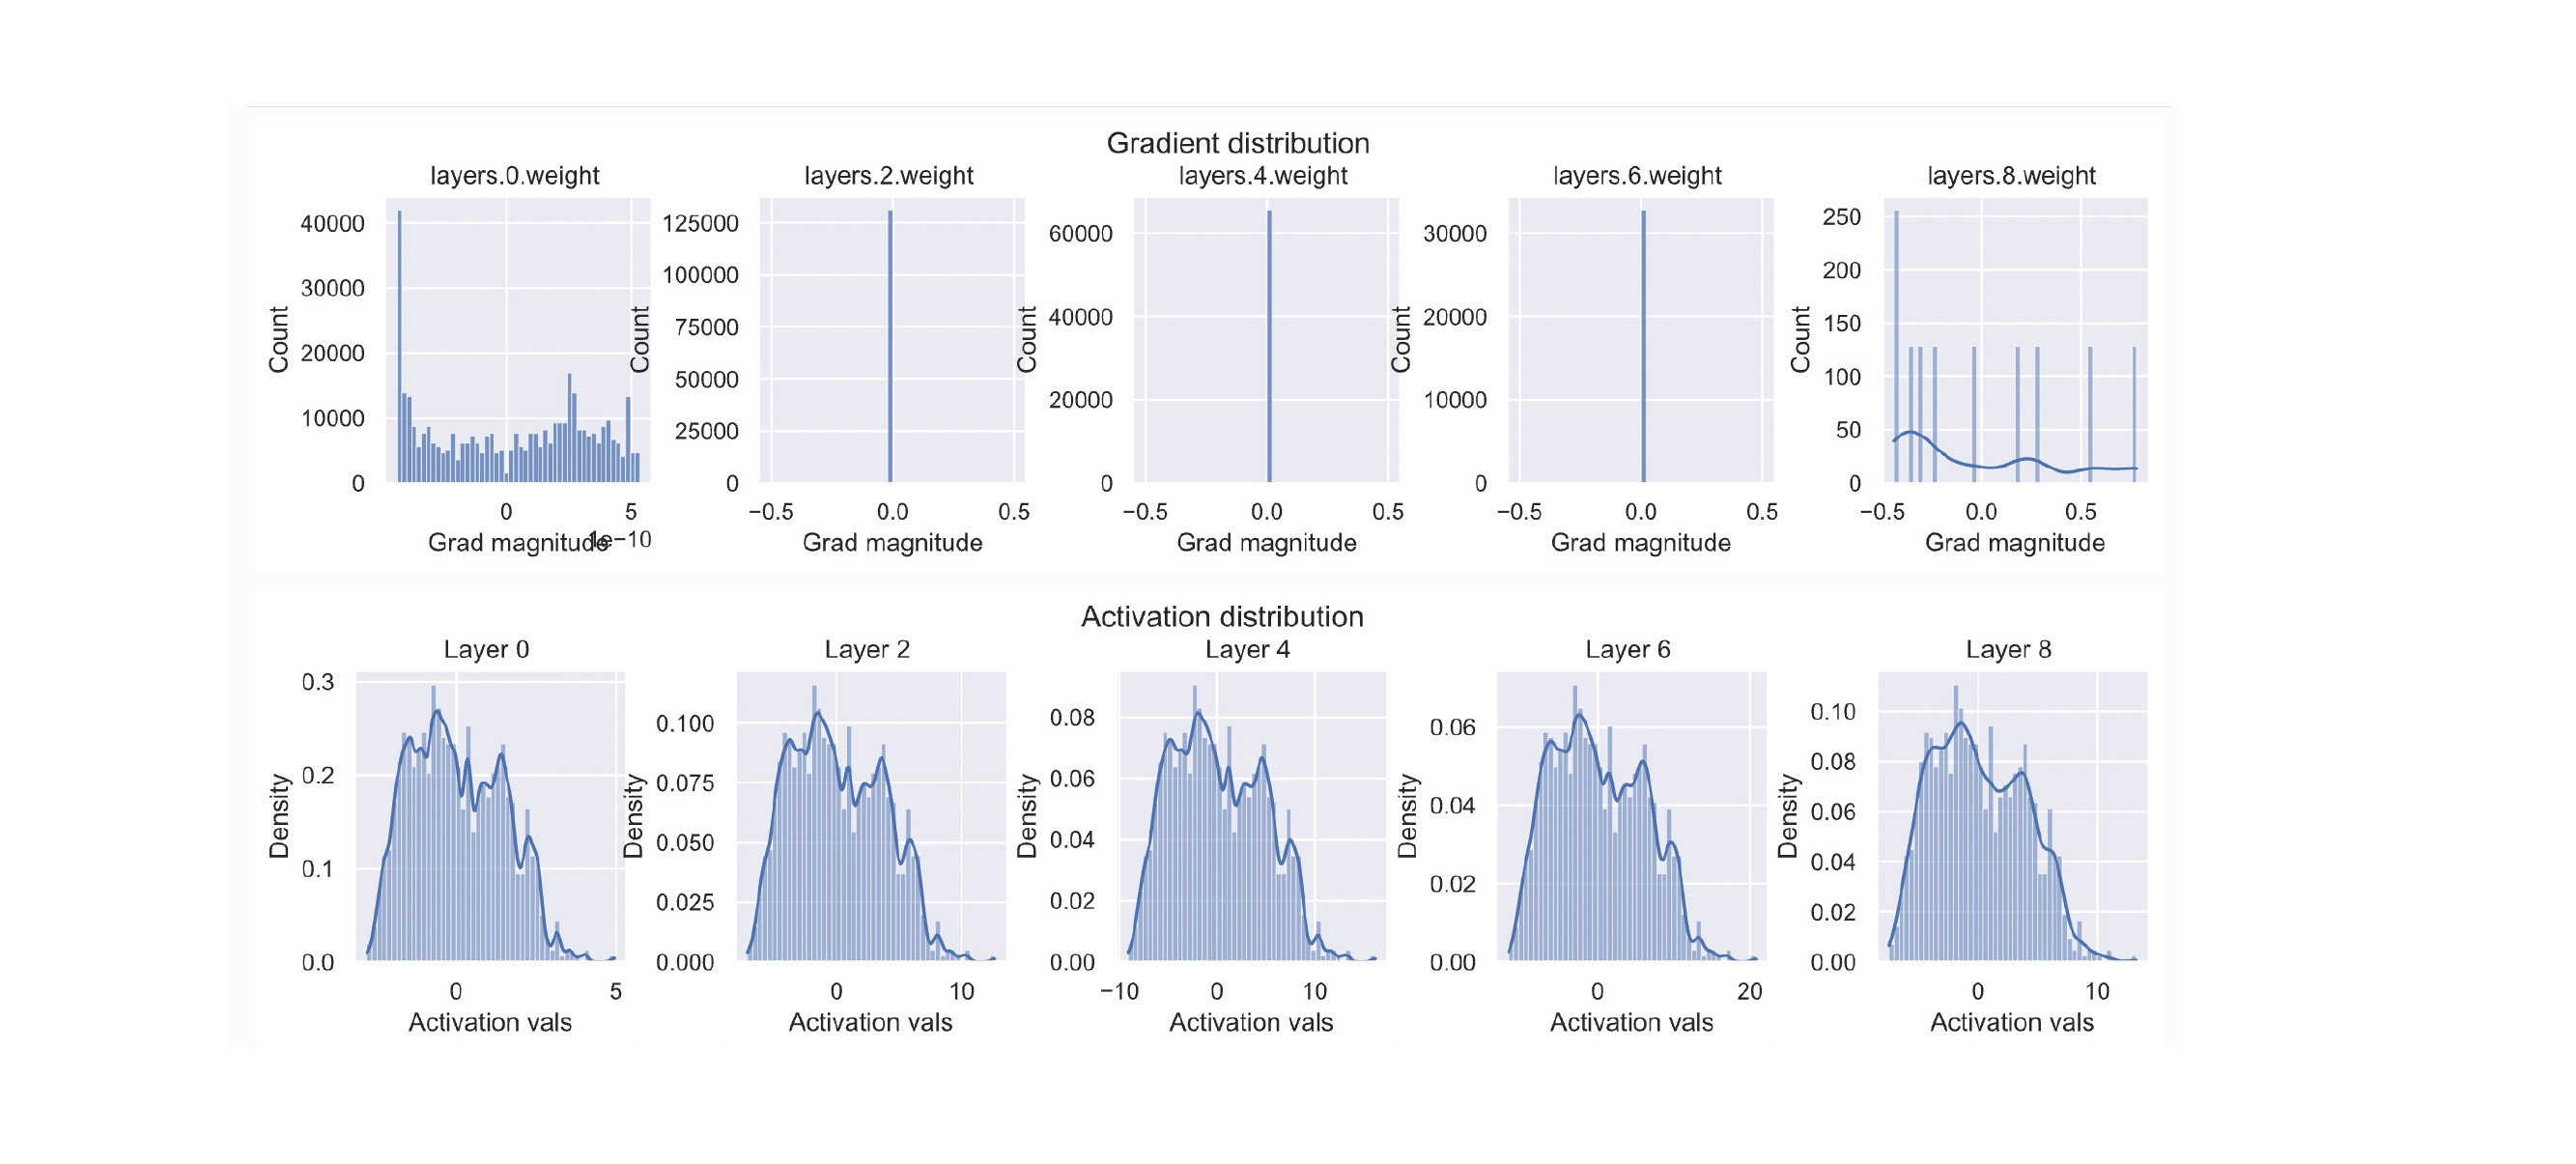 Gradient distribution
layers.0.weight layers.2.weight layers.4.weight layers.6.weight layers.8.weight
Count
40000
30000
20000
10000
0
0 5
1e−10
Grad magnitude
Count
125000
100000
75000
50000
25000
0
−0.5 0.0 0.5
Grad magnitude
Count
60000
40000
20000
0
−0.5 0.0 0.5
Grad magnitude
Count
30000
20000
10000
0
−0.5 0.0 0.5
Grad magnitude
Count
250
200
150
100
50
0
−0.5 0.0 0.5
Grad magnitude
Activation distribution
Layer 0 Layer 2 Layer 4 Layer 6 Layer 8
Density
0.3
0.2
0.1
0.0
0 5
Activation vals
Density
0.100
0.075
0.050
0.025
0.000
0 10
Activation vals
Density
0.08
0.06
0.04
0.02
0.00
−10 0 10
Activation vals
Density
0.06
0.04
0.02
0.00
0 20
Activation vals
Density
0.10
0.08
0.06
0.04
0.02
0.00
0 10
Activation vals